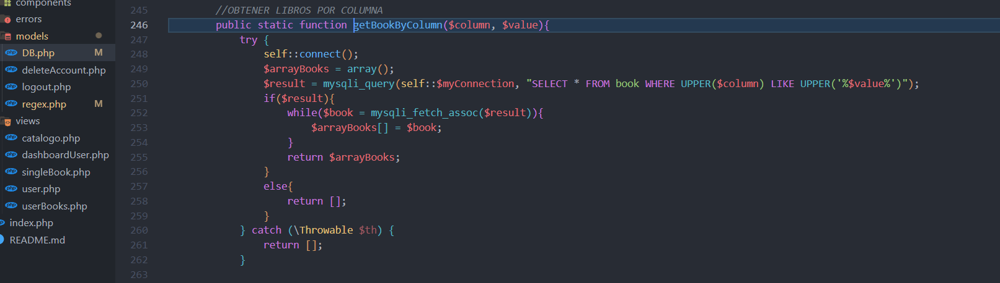 components
errors
models
DB.php M
deleteAccount.php
logout.php
regex.php M
views
catalogo.php
dashboardUser.php
singleBook.php
user.php
userBooks.php
index.php
README.md
245 //OBTENER LIBROS POR COLUMNA
246 public static function getBookByColumn($column, $value){
247 try {
248 self::connect();
249 $arrayBooks = array();
250 $result = mysqli_query(self::$myConnection, "SELECT * FROM book WHERE UPPER($column) LIKE UPPER('%$value%')");
251 if($result){
252 while($book = mysqli_fetch_assoc($result)){
253 $arrayBooks[] = $book;
254 }
255 return $arrayBooks;
256 }
257 else{
258 return [];
259 }
260 } catch (\Throwable $th) {
261 return [];
262 }
263